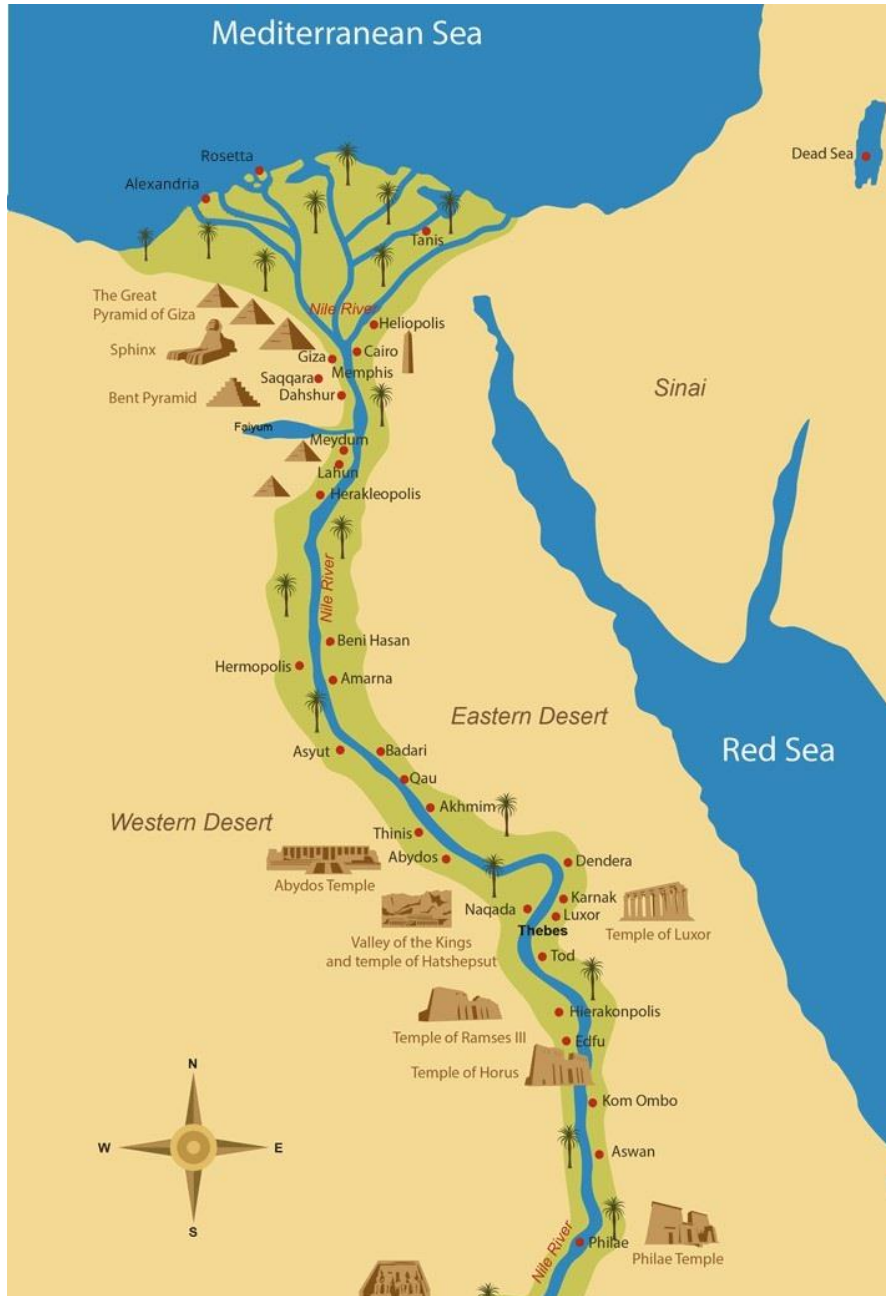 Mediterranean Sea
Rosetta
Dead Sea
Alexandria
Tanis
The Great
Pyramid of Giza
Nile River
Heliopolis
Sphinx
Giza
Cairo
Memphis
Saqqara
Sinai
Bent Pyramid
Dahshur
Faiyum
Meydum
Lahun
Herakleopolis
Nile River
Beni Hasan
Hermopolis
Amarna
Eastern Desert
Asyut
Badari
Red Sea
Qau
Akhmim
Western Desert
Thinis
Abydos
Dendera
Abydos Temple
Karnak
Naqada
Luxor
Thebes
Temple of Luxor
Valley of the Kings
and temple of Hatshepsut
Tod
Hierakonpolis
Temple of Ramses III
Edfu
Temple of Horus
N
Kom Ombo
W
E
Aswan
S
Nile River
Philae
Philae Temple